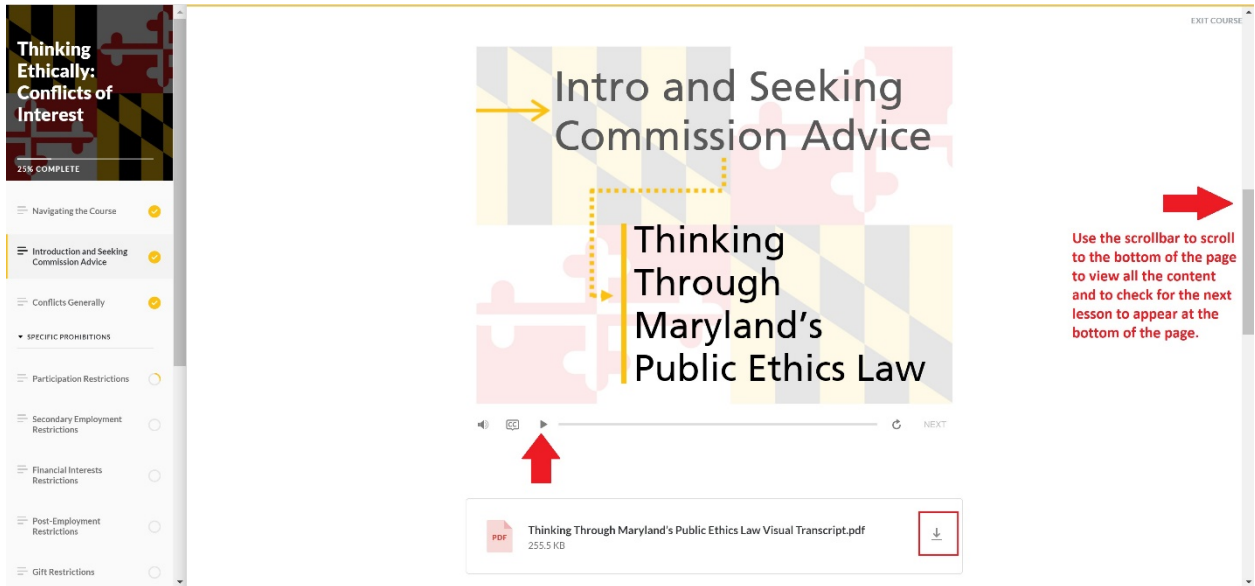 Thinking
Ethically:
Conflicts of
Interest
25% COMPLETE
Navigating the Course
Introduction and Seeking
Commission Advice
Conflicts Generally
SPECIFIC PROHIBITIONS
Participation Restrictions
Secondary Employment
Restrictions
Financial Interests
Restrictions
Post-Employment
Restrictions
Gift Restrictions
EXIT COURSE
Intro and Seeking
Commission Advice
Thinking
Through
Maryland's
Public Ethics Law
CC
NEXT
PDF
Thinking Through Maryland's Public Ethics Law Visual Transcript.pdf
255.5 KB
Use the scrollbar to scroll
to the bottom of the page
to view all the content
and to check for the next
lesson to appear at the
bottom of the page.